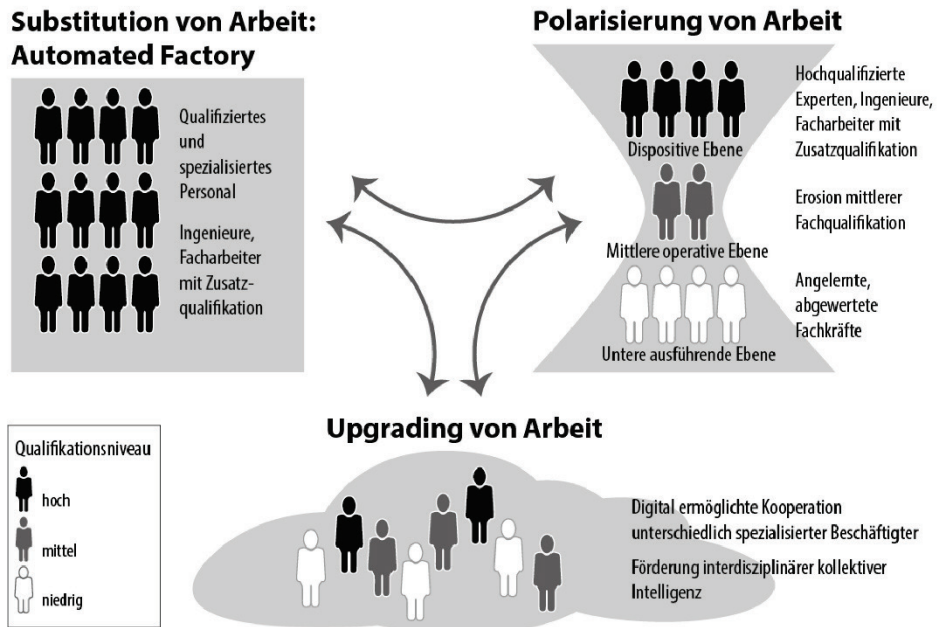 Substitution von Arbeit:
Automated Factory
Qualifiziertes
und
spezialisiertes
Personal
Ingenieure,
Facharbeiter
mit Zusatz-
qualifikation
Polarisierung von Arbeit
Dispositive Ebene
Hochqualifizierte
Experten, Ingenieure,
Facharbeiter mit
Zusatzqualifikation
Mittlere operative Ebene
Erosion mittlerer
Fachqualifikation
Untere ausführende Ebene
Angelernte,
abgewertete
Fachkräfte
Upgrading von Arbeit
Digital ermöglichte Kooperation
unterschiedlich spezialisierter Beschäftigter
Förderung interdisziplinärer kollektiver
Intelligenz
Qualifikationsniveau
hoch
mittel
niedrig